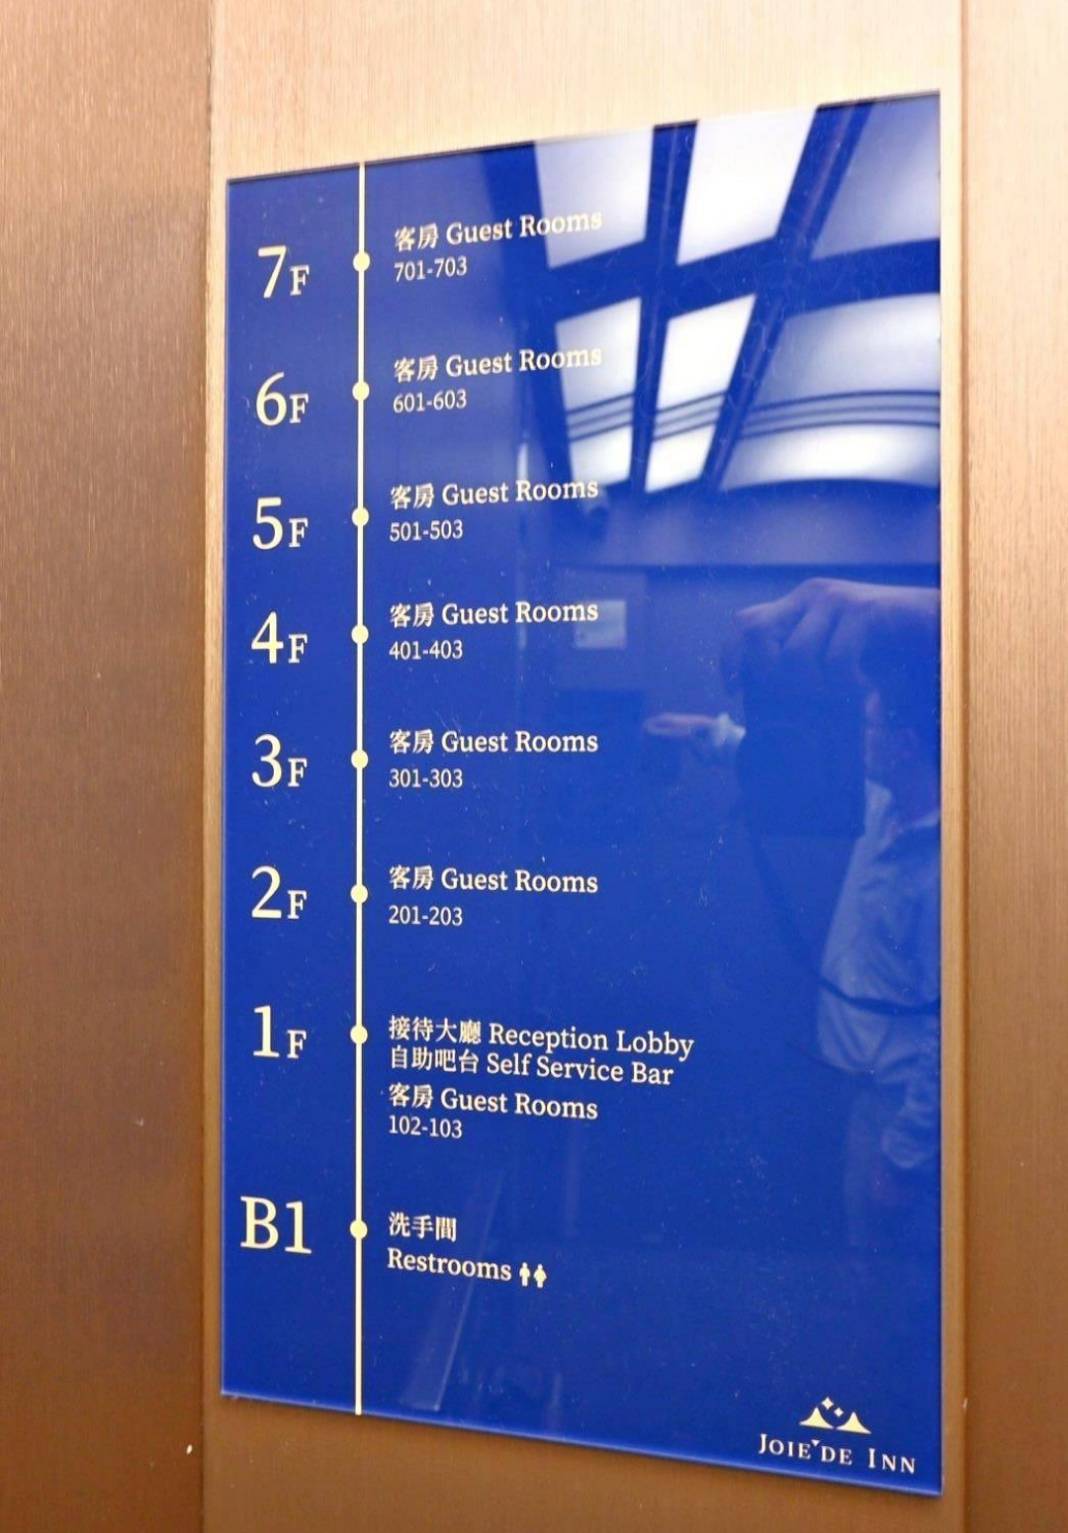 7F
客房 Guest Rooms
701-703
6F
客房 Guest Rooms
601-603
5F
客房 Guest Rooms
501-503
4F
客房 Guest Rooms
401-403
3F
客房 Guest Rooms
301-303
2F
客房 Guest Rooms
201-203
1F
接待大廳 Reception Lobby
自助吧台 Self Service Bar
客房 Guest Rooms
102-103
B1
洗手間
Restrooms
JOIE DE INN